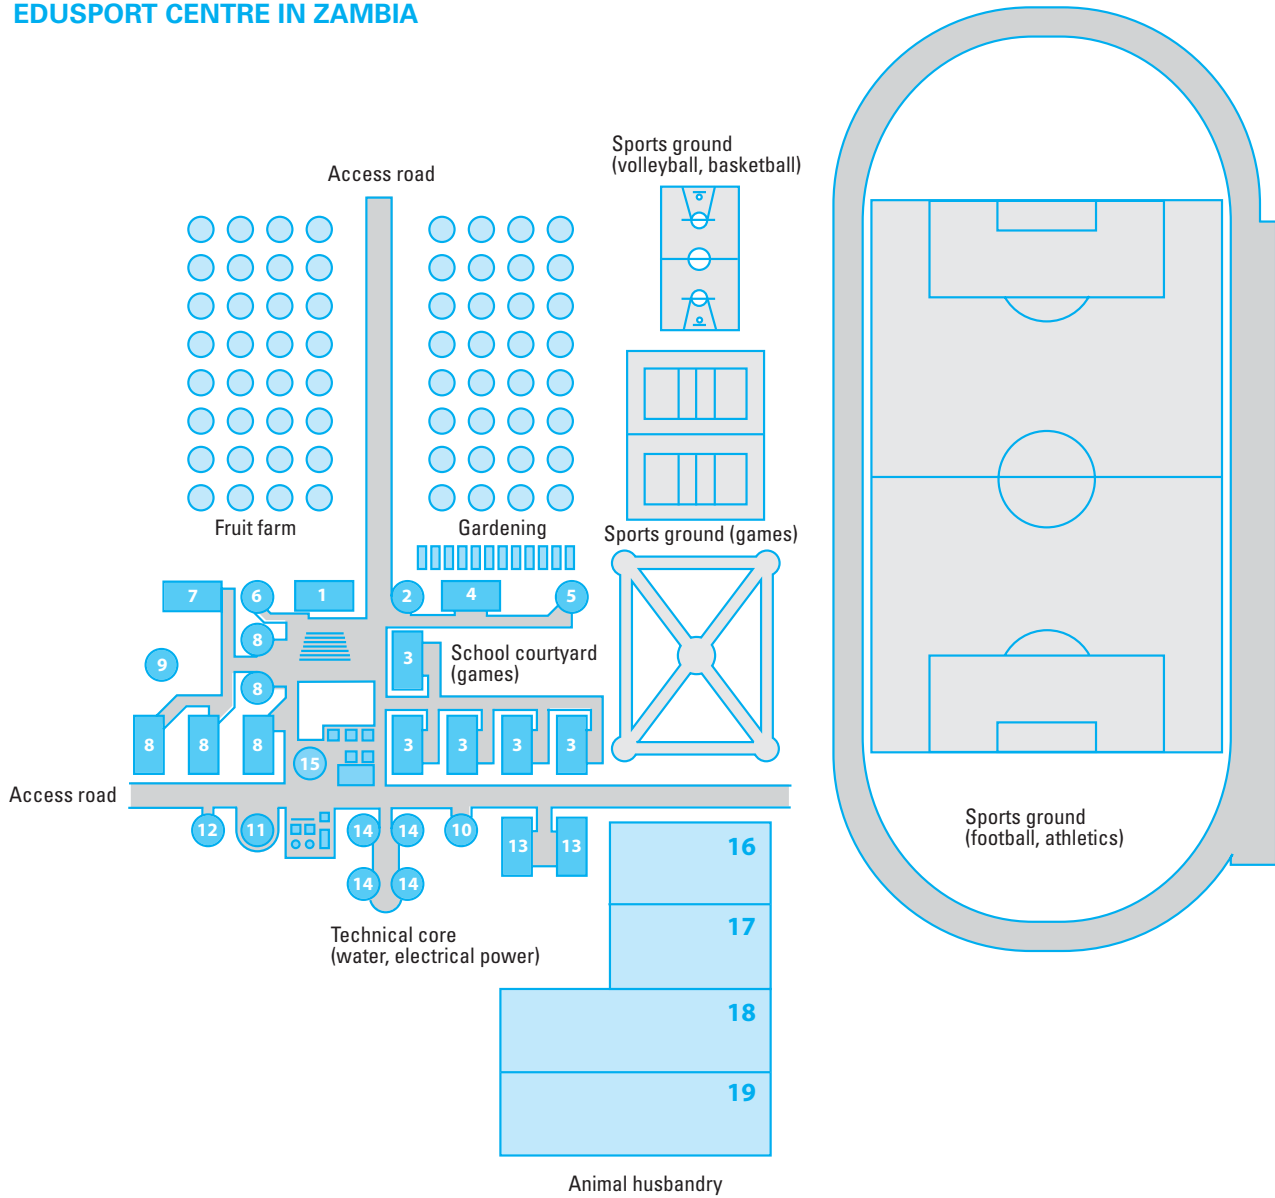 EDUSPORT CENTRE IN ZAMBIA
Sports ground
(volleyball, basketball)
Access road
Fruit farm
Gardening
Sports ground (games)
7
6
1
2
4
5
8
3
School courtyard
(games)
9
8
8
8
8
3
3
3
3
15
Access road
12
11
14
14
10
13
13
14
14
Sports ground
(football, athletics)
16
17
Technical core
(water, electrical power)
18
19
Animal husbandry